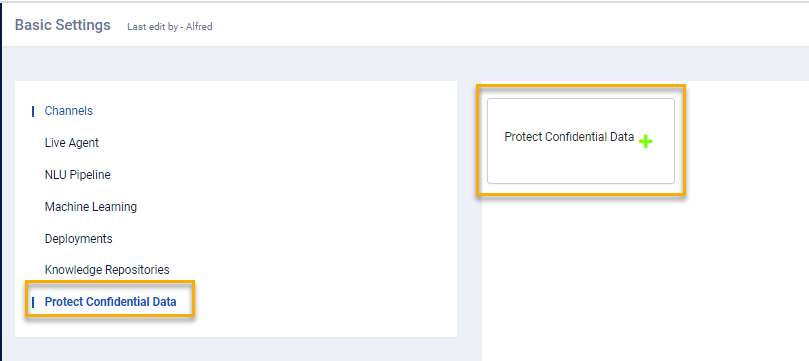 Basic Settings Last edit by - Alfred
Channels
Live Agent
NLU Pipeline
Machine Learning
Deployments
Knowledge Repositories
Protect Confidential Data
Protect Confidential Data